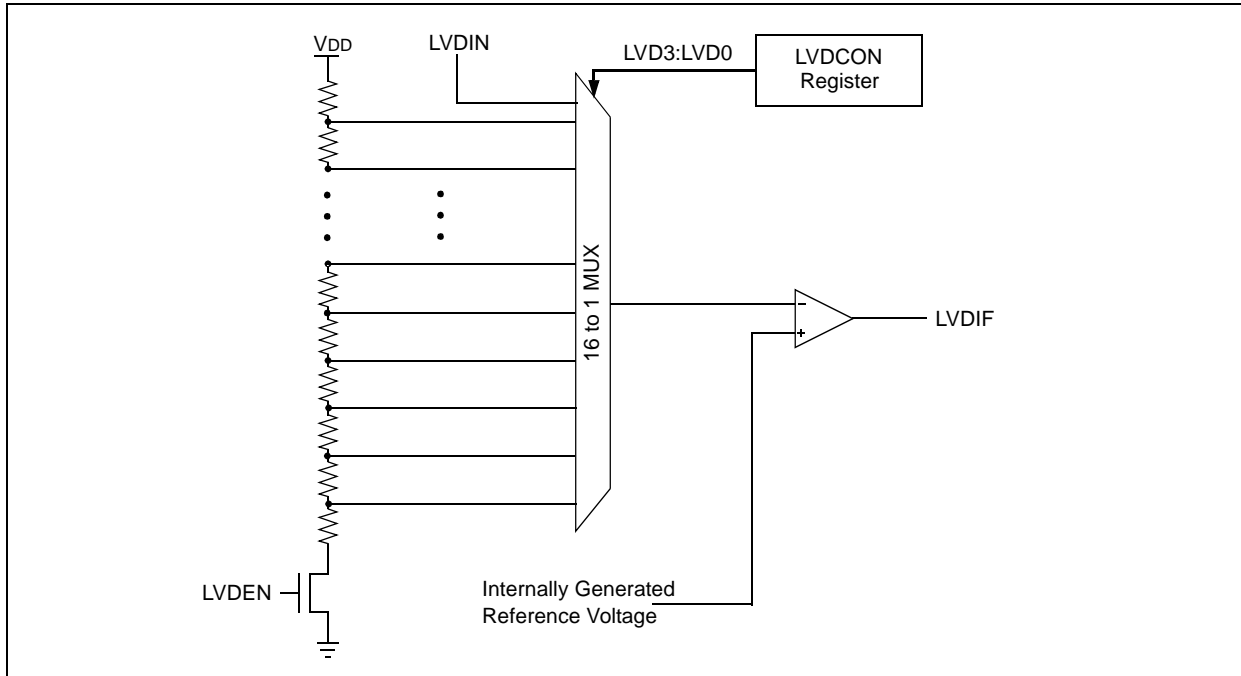 VDD
LVDIN
LVD3:LVD0
LVDCON
Register
16 to 1 MUX
−
+
LVDIF
LVDEN
Internally Generated
Reference Voltage